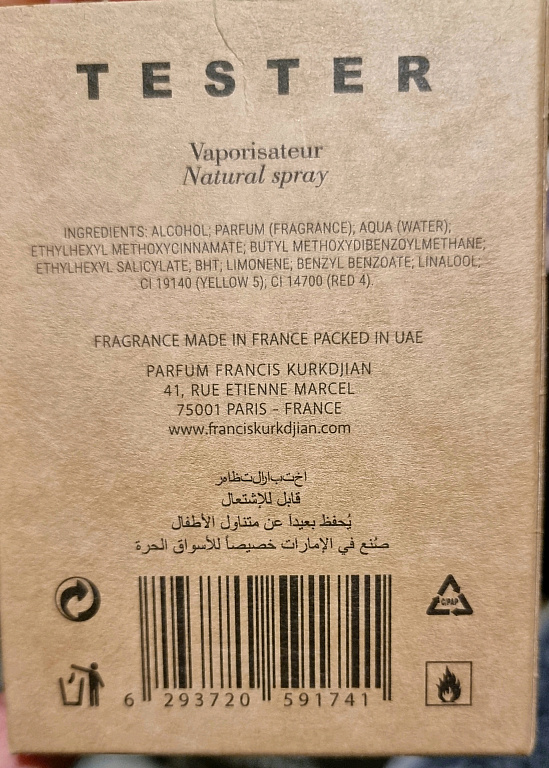 TESTER
Vaporisateur
Natural spray
INGREDIENTS: ALCOHOL; PARFUM (FRAGRANCE); AQUA (WATER);
ETHYLHEXYL METHOXYCINNAMATE; BUTYL METHOXYDIBENZOYLMETHANE;
ETHYLHEXYL SALICYLATE; BHT; LIMONENE; BENZYL BENZOATE; LINALOOL;
CI 19140 (YELLOW 5), CI 14700 (RED 4).
FRAGRANCE MADE IN FRANCE PACKED IN UAE
PARFUM FRANCIS KURKDJIAN
41, RUE ETIENNE MARCEL
75001 PARIS - FRANCE
www.franciskurkdjian.com
قابل للإشتعال
يُحفظ بعيداً عن متناول الأطفال
صُنع في الإمارات خصيصاً للأسواق الحرة
C/PAP
6 293720 591741